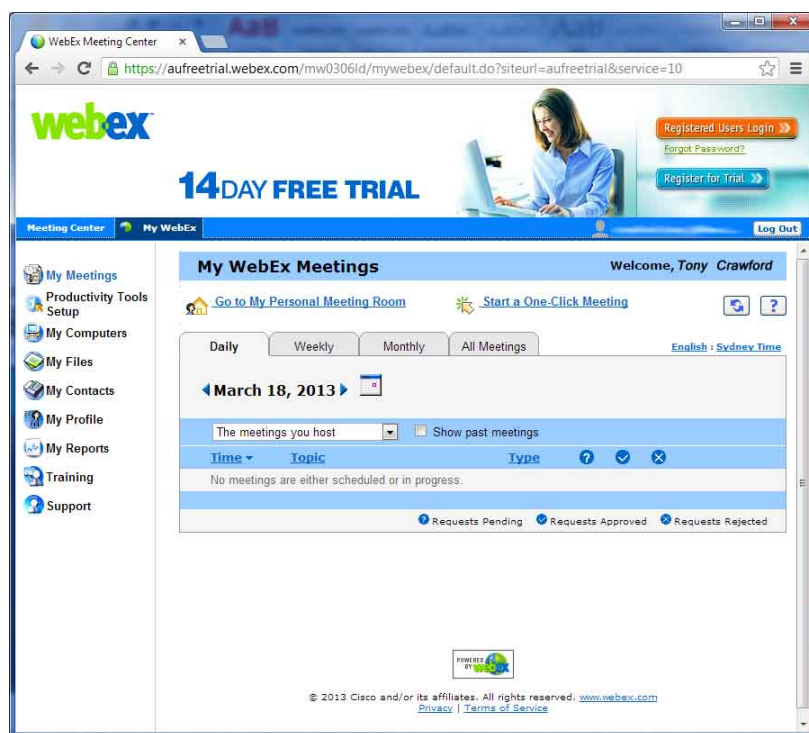 WebEx Meeting Center
https://aufreetrial.webex.com/mw0306ld/mywebex/default.do?siteurl=aufreetrial&service=10
webex
Registered Users Login
Forgot Password?
14DAY FREE TRIAL
Register for Trial
Meeting Center My WebEx
Log Out
My Meetings
Productivity Tools
Setup
My Computers
My Files
My Contacts
My Profile
My Reports
Training
Support
My WebEx Meetings Welcome, Tony Crawford
Go to My Personal Meeting Room Start a One-Click Meeting ?
Daily Weekly Monthly All Meetings English : Sydney Time
March 18, 2013
The meetings you host Show past meetings
Time Topic Type ?
No meetings are either scheduled or in progress.
? Requests Pending Requests Approved Requests Rejected
POWERED
BY webex
© 2013 Cisco and/or its affiliates. All rights reserved. www.webex.com
Privacy | Terms of Service